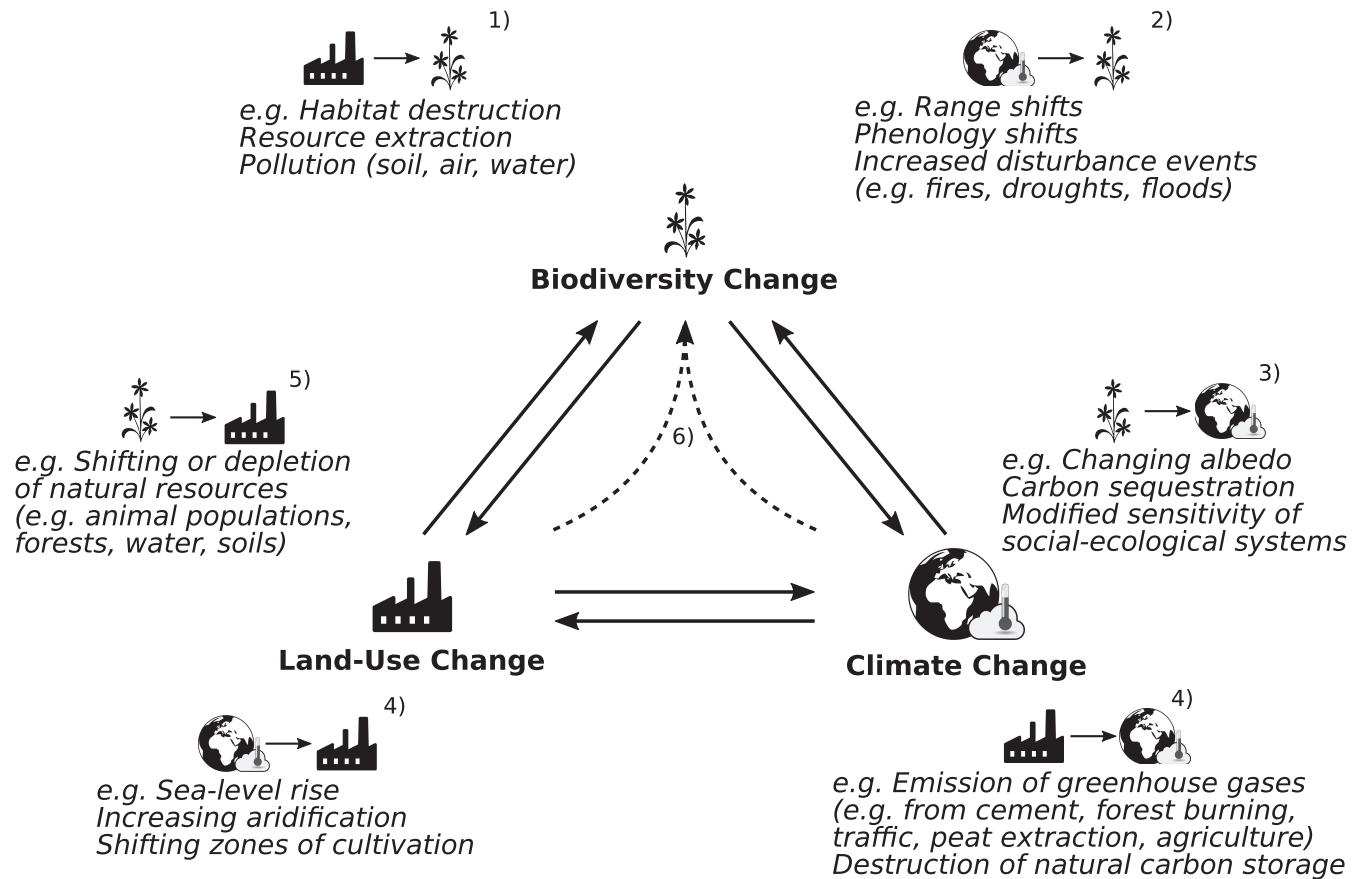 1)
e.g. Habitat destruction
Resource extraction
Pollution (soil, air, water)
2)
e.g. Range shifts
Phenology shifts
Increased disturbance events
(e.g. fires, droughts, floods)
Biodiversity Change
5)
e.g. Shifting or depletion
of natural resources
(e.g. animal populations,
forests, water, soils)
6)
3)
e.g. Changing albedo
Carbon sequestration
Modified sensitivity of
social-ecological systems
Land-Use Change
Climate Change
4)
e.g. Sea-level rise
Increasing aridification
Shifting zones of cultivation
4)
e.g. Emission of greenhouse gases
(e.g. from cement, forest burning,
traffic, peat extraction, agriculture)
Destruction of natural carbon storage